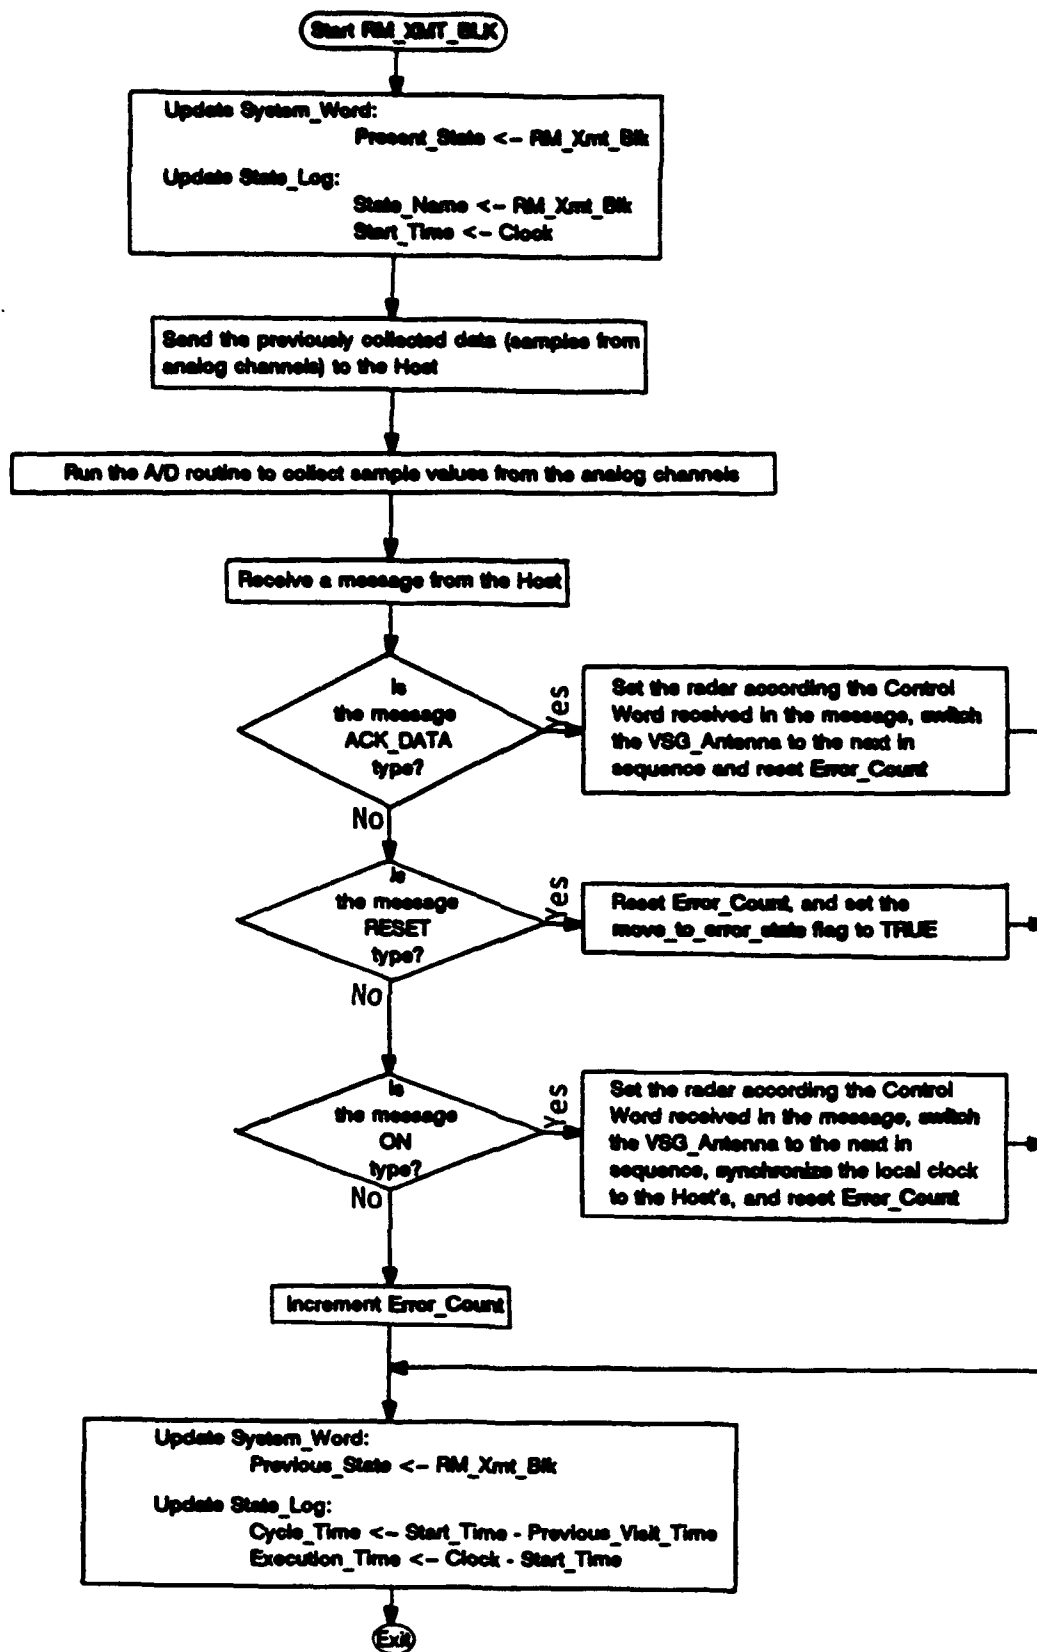 Start RM_XMT_BLK
Update System_Word:
Present_State <- RM_Xmt_Blk
Update State_Log:
State_Name <- RM_Xmt_Blk
Start_Time <- Clock
Send the previously collected data (samples from
analog channels) to the Host
Run the A/D routine to collect sample values from the analog channels
Receive a message from the Host
Is
the message
ACK_DATA
type?
Yes
Set the radar according the Control
Word received in the message, switch
the VSG_Antenna to the next in
sequence and reset Error_Count
No
Is
the message
RESET
type?
Yes
Reset Error_Count, and set the
move_to_error_state flag to TRUE
No
Is
the message
ON
type?
Yes
Set the radar according the Control
Word received in the message, switch
the VSG_Antenna to the next in
sequence, synchronize the local clock
to the Host's, and reset Error_Count
No
Increment Error_Count
Update System_Word:
Previous_State <- RM_Xmt_Blk
Update State_Log:
Cycle_Time <- Start_Time - Previous_Visit_Time
Execution_Time <- Clock - Start_Time
Exit